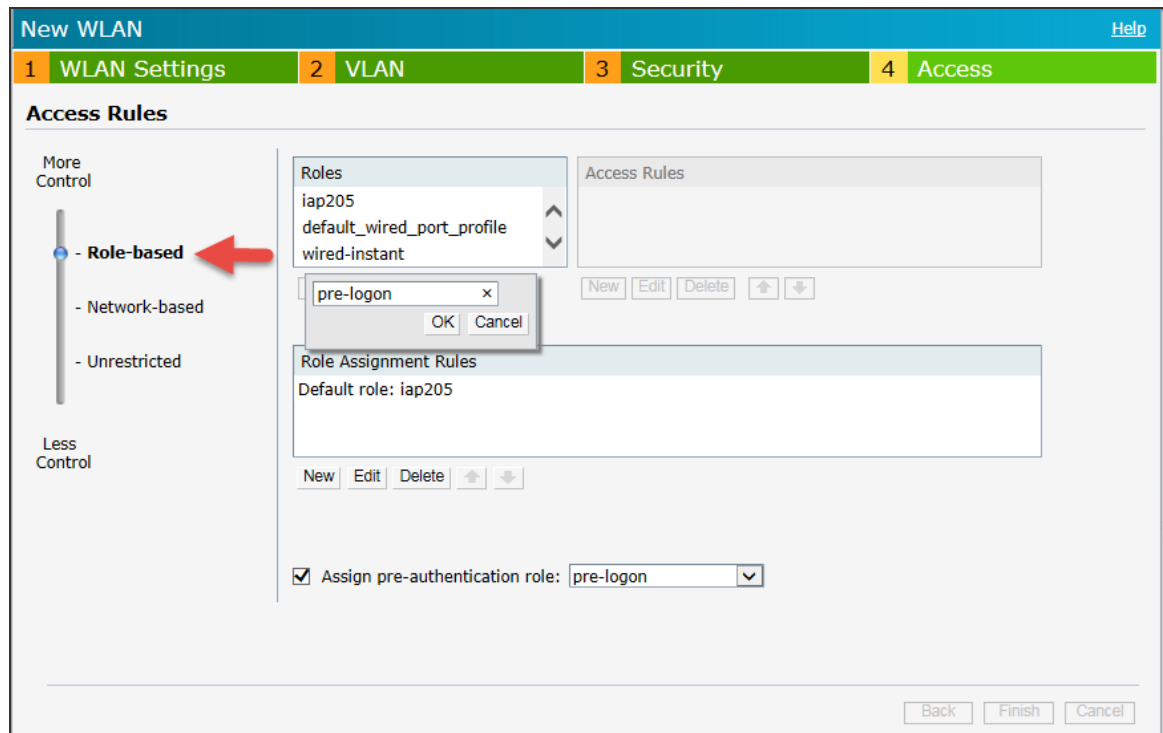 New WLAN
Help
1 WLAN Settings
2 VLAN
3 Security
4 Access
Access Rules
More
Control
- Role-based
- Network-based
- Unrestricted
Less
Control
Roles
iap205
default_wired_port_profile
wired-instant
Access Rules
New Edit Delete
pre-logon ×
OK Cancel
Role Assignment Rules
Default role: iap205
New Edit Delete
Assign pre-authentication role: pre-logon
Back Finish Cancel